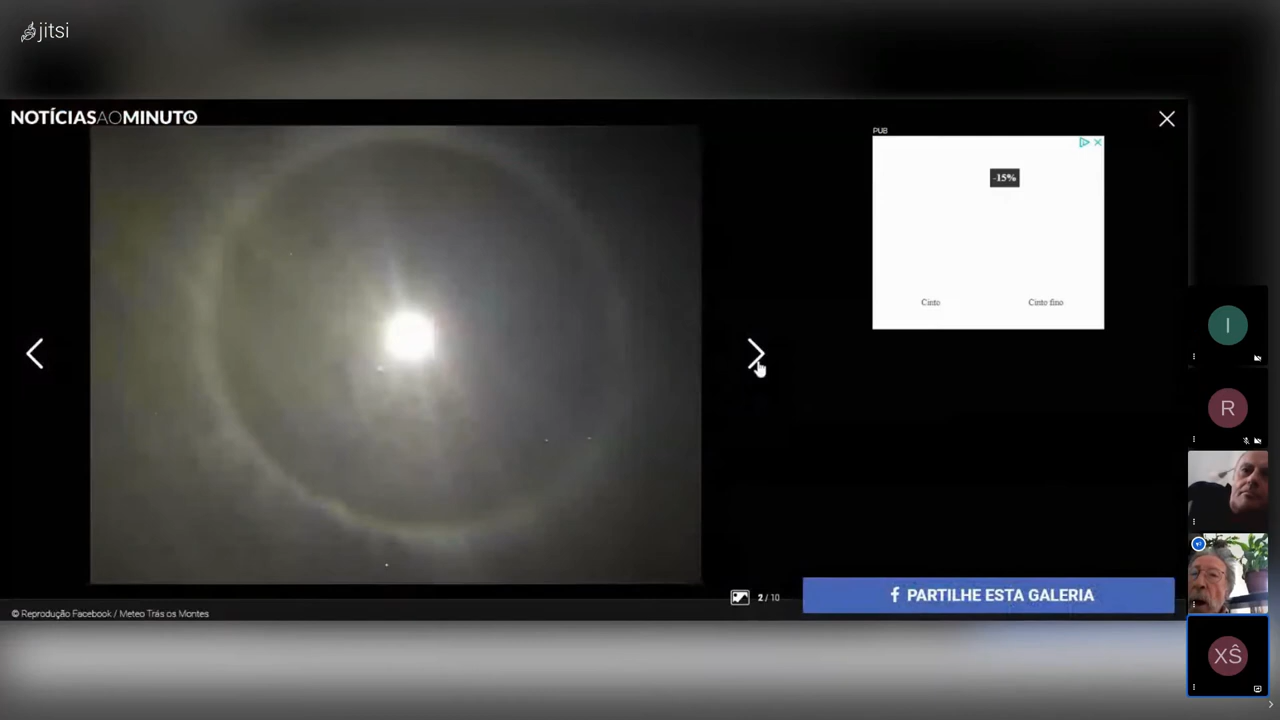 jitsi
NOTÍCIASAOMINUTO
PUB
-15%
Cinto
Cinto fino
2 / 10
f PARTILHE ESTA GALERIA
© Reprodução Facebook / Meteo Trás os Montes
I
R
XŜ